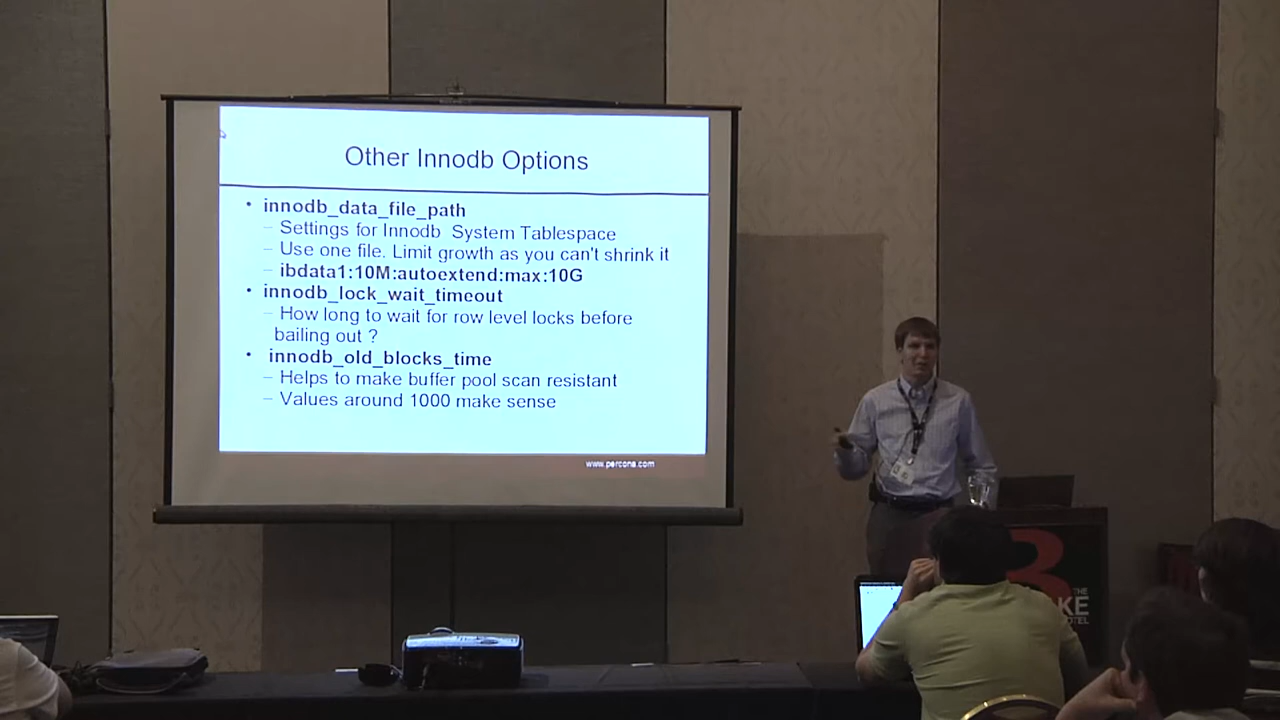 Other Innodb Options
• innodb_data_file_path
– Settings for Innodb System Tablespace
– Use one file. Limit growth as you can't shrink it
– ibdata1:10M:autoextend:max:10G
• innodb_lock_wait_timeout
– How long to wait for row level locks before
bailing out ?
• innodb_old_blocks_time
– Helps to make buffer pool scan resistant
– Values around 1000 make sense
www.percona.com
THE